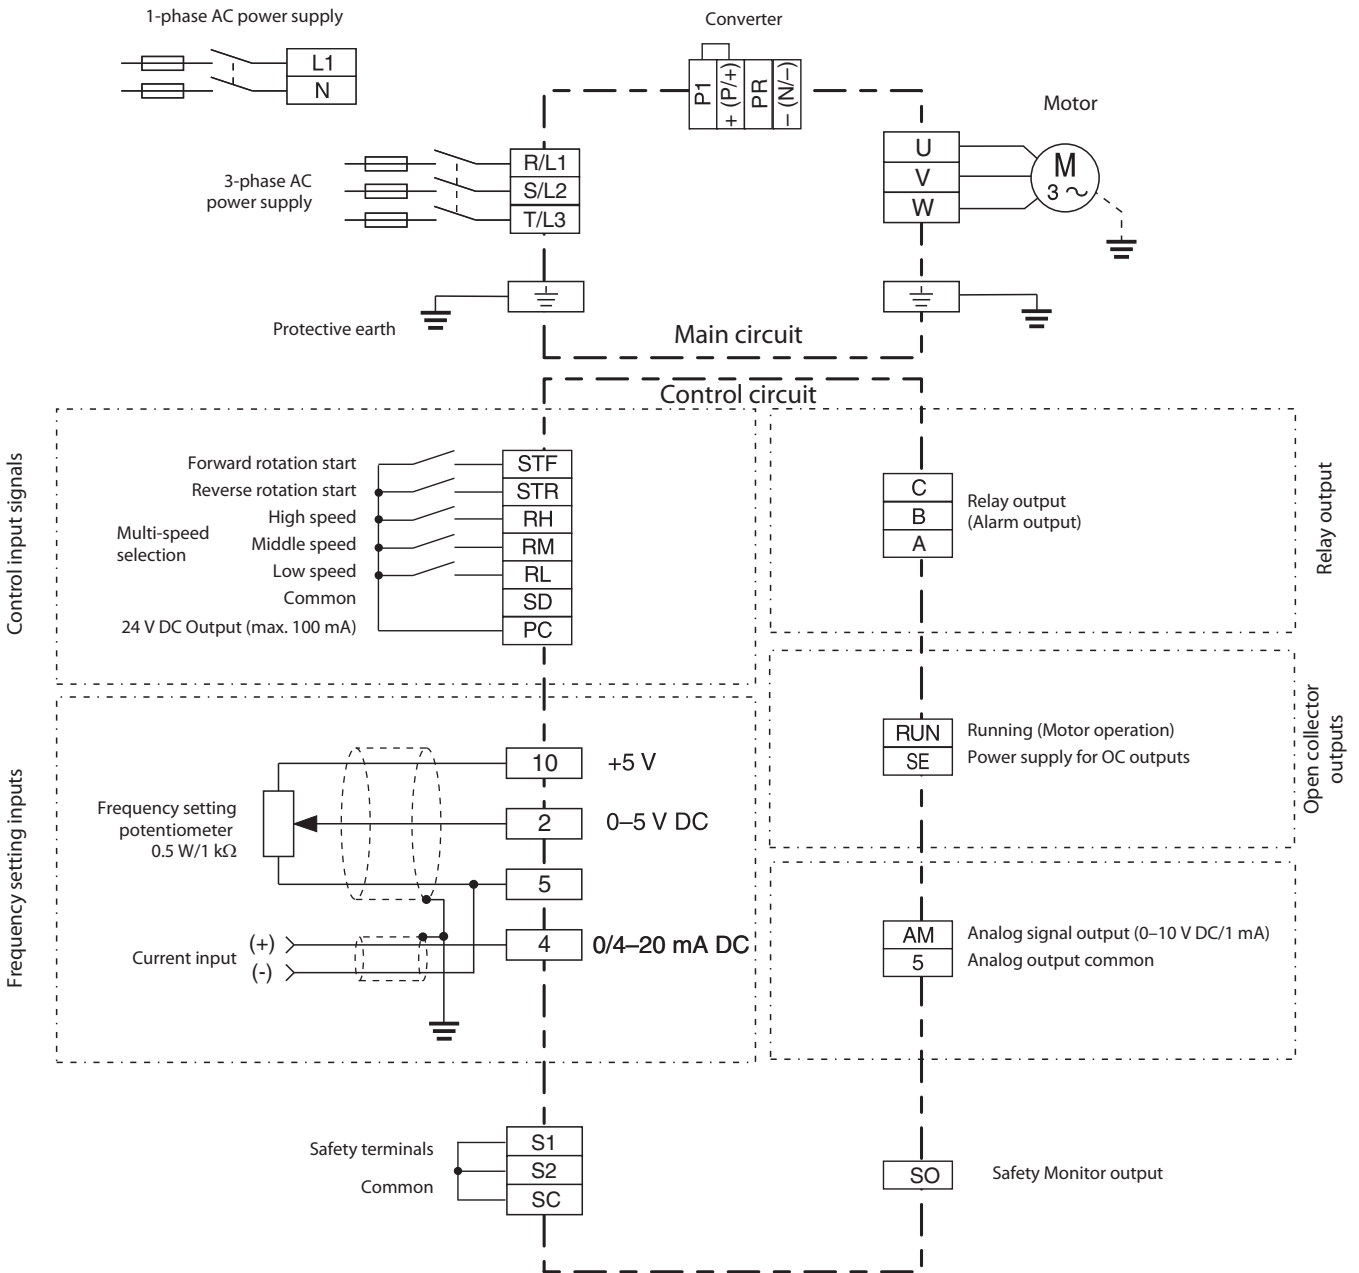 1-phase AC power supply
L1
N
Converter
P1
+ (P/+)
PR
– (N/–)
3-phase AC
power supply
R/L1
S/L2
T/L3
U
V
W
Motor
M
3 ~
Protective earth
Main circuit
Control circuit
Control input signals
Forward rotation start
Reverse rotation start
High speed
Multi-speed
selection
Middle speed
Low speed
Common
24 V DC Output (max. 100 mA)
STF
STR
RH
RM
RL
SD
PC
C
B
A
Relay output
(Alarm output)
Relay output
RUN
SE
Running (Motor operation)
Power supply for OC outputs
Open collector
outputs
Frequency setting inputs
Frequency setting
potentiometer
0.5 W/1 kΩ
10
+5 V
2
0–5 V DC
5
Current input
(+)
(-)
4
0/4–20 mA DC
AM
5
Analog signal output (0–10 V DC/1 mA)
Analog output common
Safety terminals
Common
S1
S2
SC
SO
Safety Monitor output